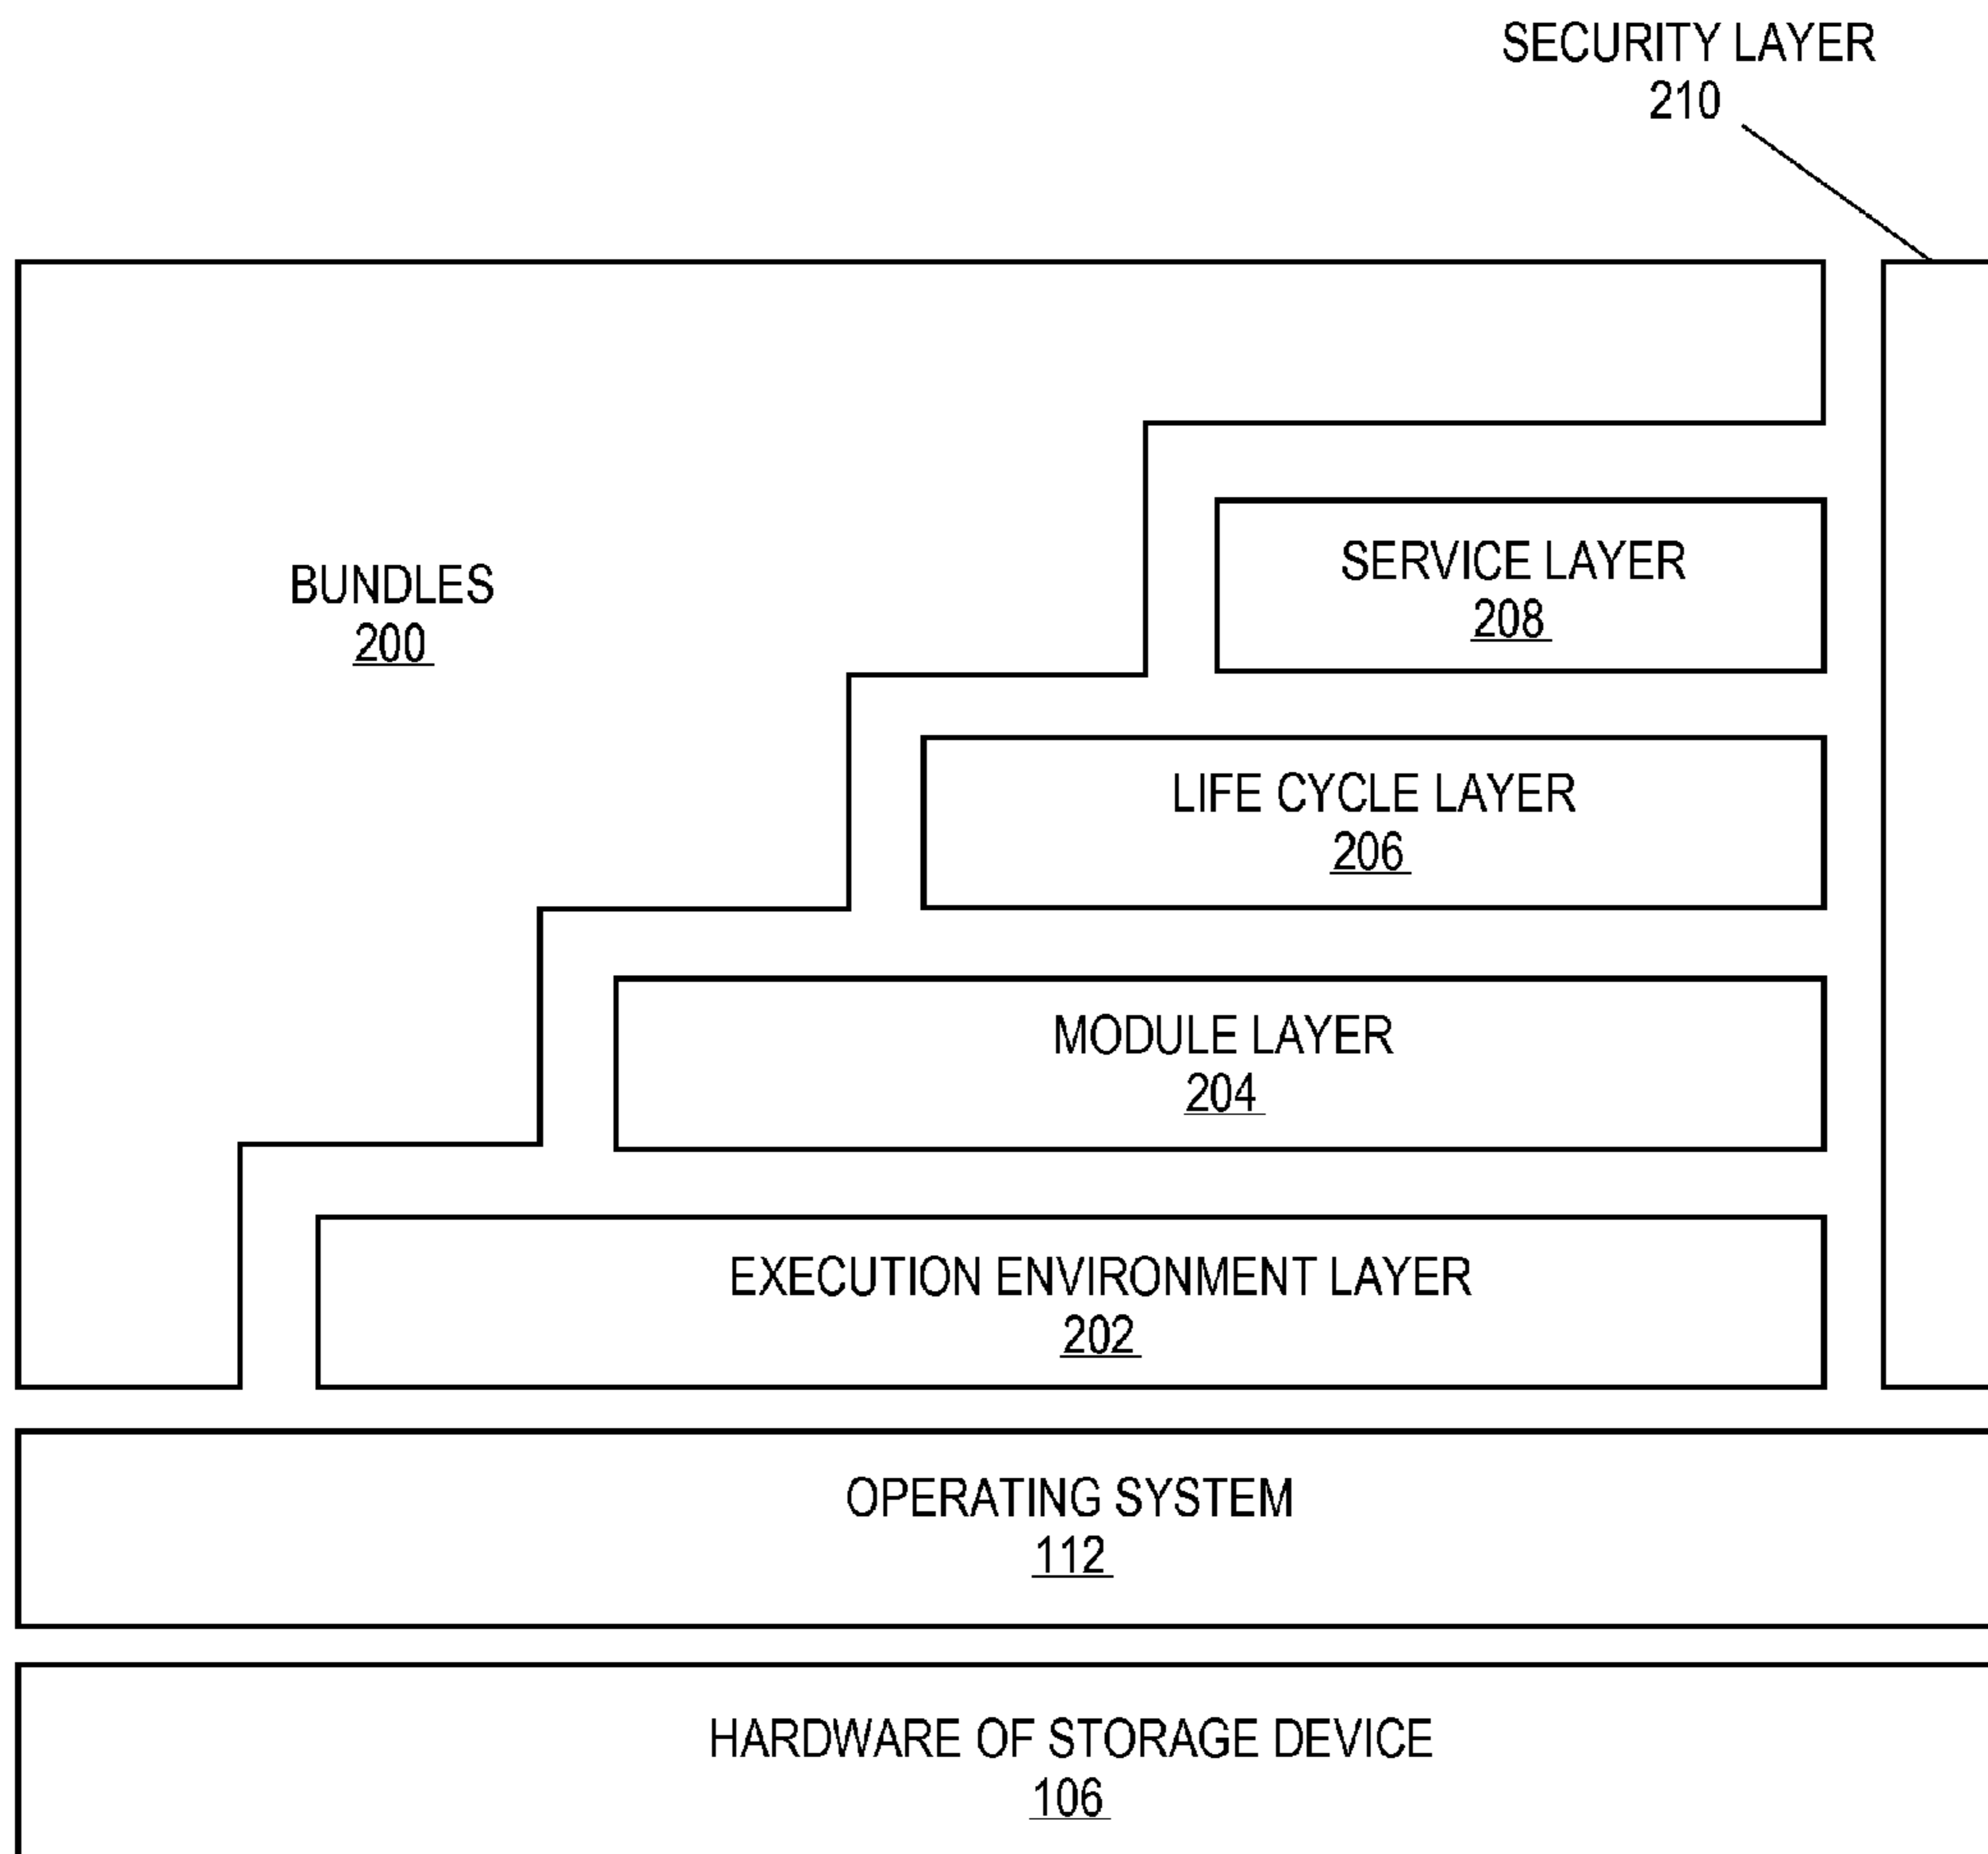 SECURITY LAYER
210
BUNDLES
200
SERVICE LAYER
208
LIFE CYCLE LAYER
206
MODULE LAYER
204
EXECUTION ENVIRONMENT LAYER
202
OPERATING SYSTEM
112
HARDWARE OF STORAGE DEVICE
106